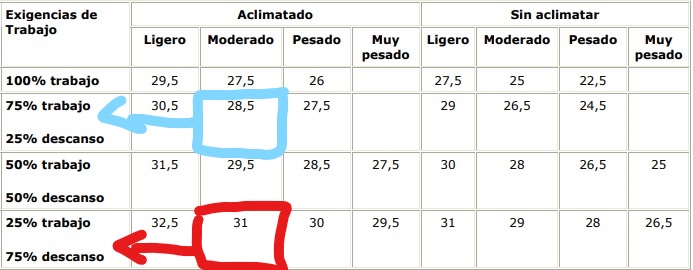 Exigencias de Trabajo Aclimatado Sin aclimatar
Ligero Moderado Pesado Muy pesado Ligero Moderado Pesado Muy pesado
100% trabajo 29,5 27,5 26 27,5 25 22,5
75% trabajo 30,5 28,5 27,5 29 26,5 24,5
25% descanso
50% trabajo 31,5 29,5 28,5 27,5 30 28 26,5 25
50% descanso
25% trabajo 32,5 31 30 29,5 31 29 28 26,5
75% descanso